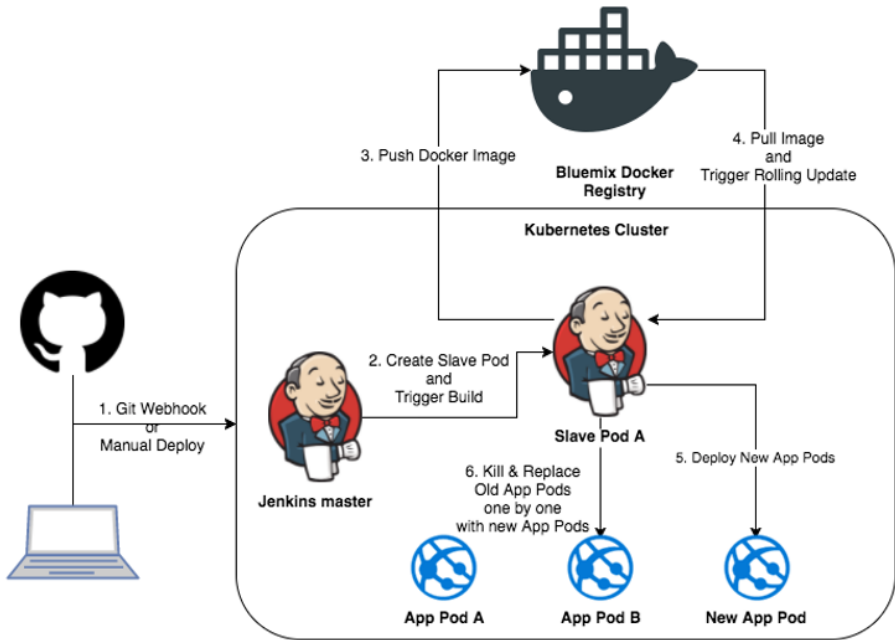 3. Push Docker Image
4. Pull Image
and
Trigger Rolling Update
Bluemix Docker
Registry
Kubernetes Cluster
1. Git Webhook
or
Manual Deploy
2. Create Slave Pod
and
Trigger Build
Jenkins master
Slave Pod A
6. Kill & Replace
Old App Pods
one by one
with new App Pods
5. Deploy New App Pods
App Pod A
App Pod B
New App Pod